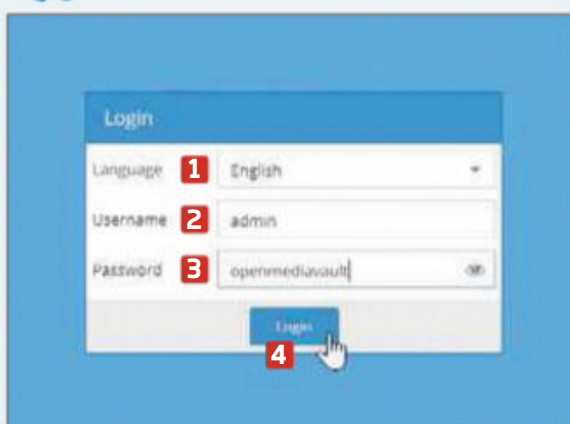 Login
Language 1 English
Username 2 admin
Password 3 openmediavault
Login
4